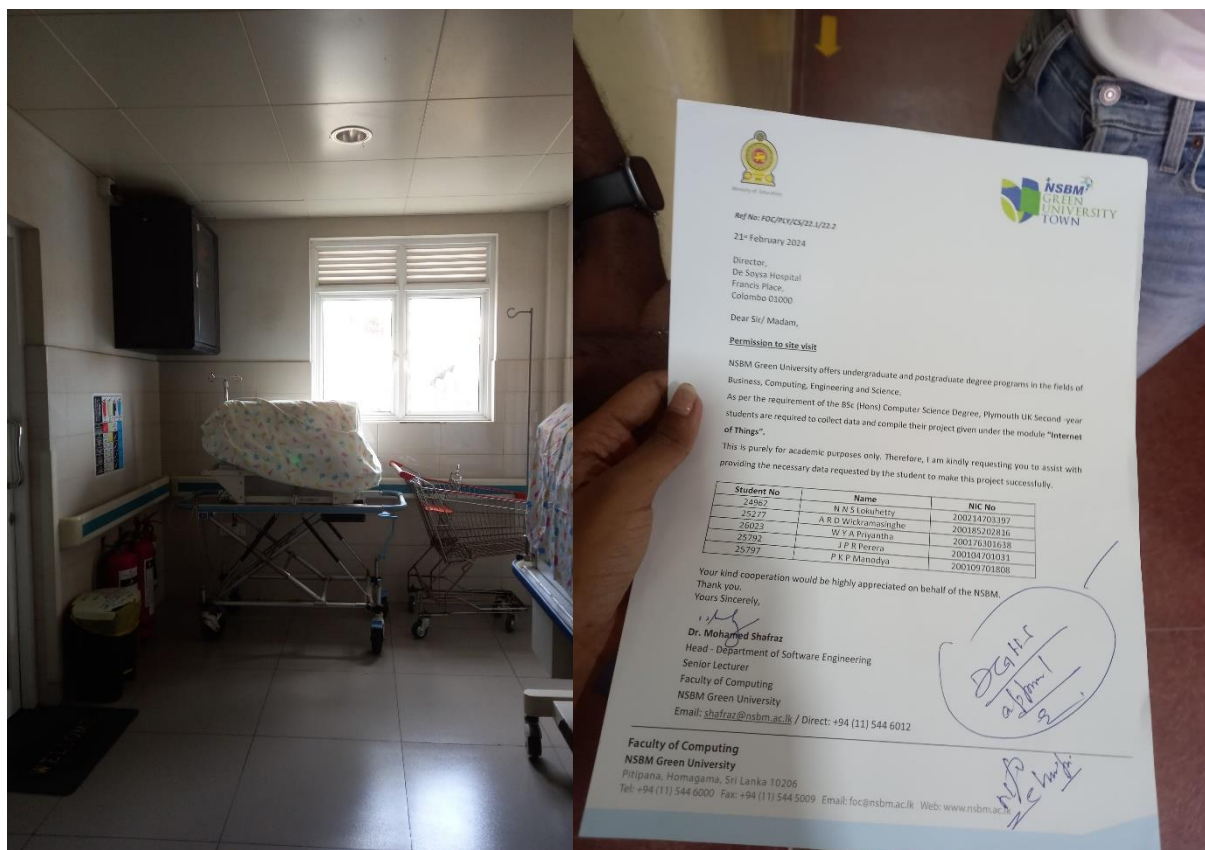 WELCOME
Ministry of Education
NSBM
GREEN
UNIVERSITY
TOWN
Ref No: FOC/PLY/CS/22.1/22.2
21st February 2024
Director,
De Soysa Hospital
Francis Place,
Colombo 01000
Dear Sir/ Madam,
Permission to site visit
NSBM Green University offers undergraduate and postgraduate degree programs in the fields of
Business, Computing, Engineering and Science.
As per the requirement of the BSc (Hons) Computer Science Degree, Plymouth UK Second -year
students are required to collect data and compile their project given under the module "Internet
of Things".
This is purely for academic purposes only. Therefore, I am kindly requesting you to assist with
providing the necessary data requested by the student to make this project successfully.
Student No Name NIC No
24962 N N S Lokuhetty 200214703397
25277 A R D Wickramasinghe 200185202816
26023 W Y A Priyantha 200176301638
25792 J P R Perera 200104701031
25797 P K P Manodya 200109701808
Your kind cooperation would be highly appreciated on behalf of the NSBM.
Thank you.
Yours Sincerely,
Dr. Mohamed Shafraz
Head - Department of Software Engineering
Senior Lecturer
Faculty of Computing
NSBM Green University
Email: shafraz@nsbm.ac.lk / Direct: +94 (11) 544 6012
Faculty of Computing
NSBM Green University
Pitipana, Homagama, Sri Lanka 10206
Tel: +94 (11) 544 6000 Fax: +94 (11) 544 5009 Email: foc@nsbm.ac.lk Web: www.nsbm.ac.lk